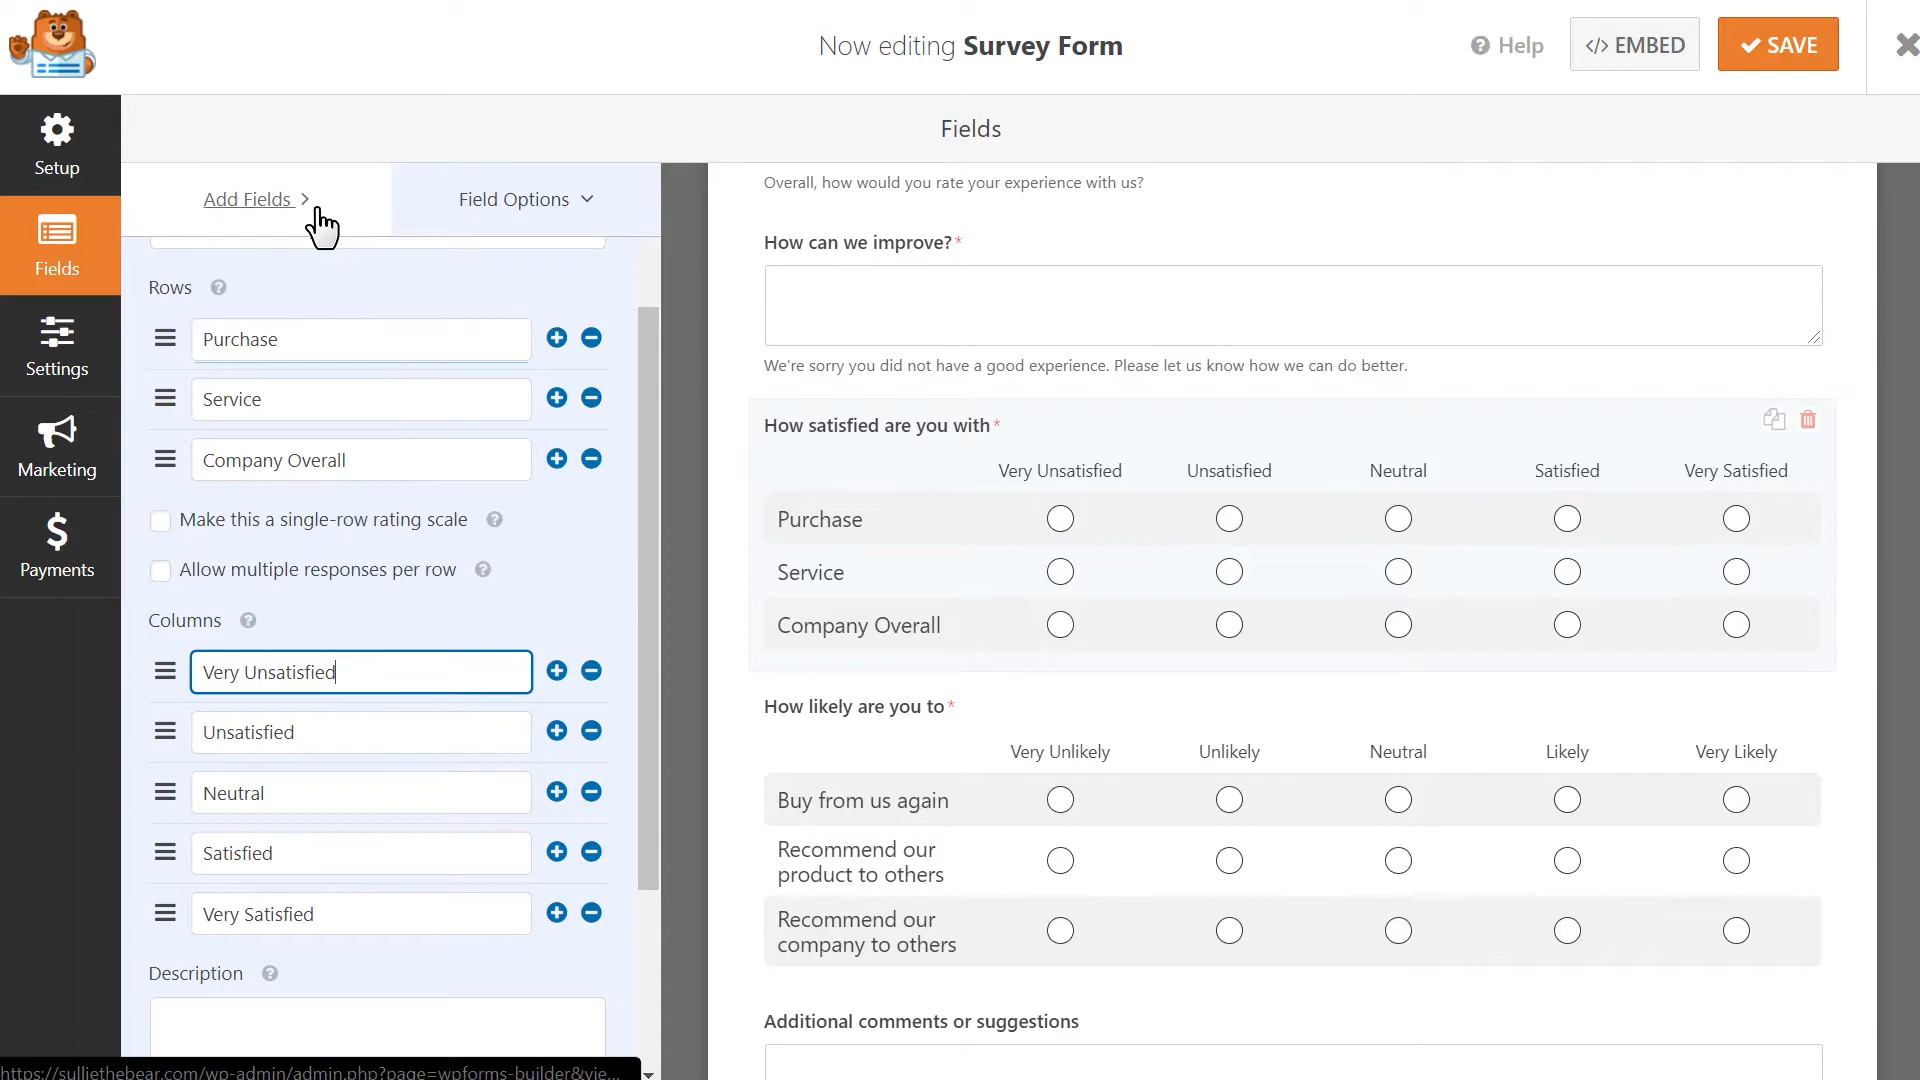 Now editing Survey Form
Help
</> EMBED
SAVE
Fields
Setup
Fields
Settings
Marketing
Payments
Add Fields
Field Options
Rows
Purchase
Service
Company Overall
Make this a single-row rating scale
Allow multiple responses per row
Columns
Very Unsatisfied
Unsatisfied
Neutral
Satisfied
Very Satisfied
Description
https://sulliethebear.com/wp-admin/admin.php?page=wpforms-builder&vie...
Overall, how would you rate your experience with us?
How can we improve?*
We're sorry you did not have a good experience. Please let us know how we can do better.
How satisfied are you with*
Very Unsatisfied Unsatisfied Neutral Satisfied Very Satisfied
Purchase
Service
Company Overall
How likely are you to*
Very Unlikely Unlikely Neutral Likely Very Likely
Buy from us again
Recommend our
product to others
Recommend our
company to others
Additional comments or suggestions